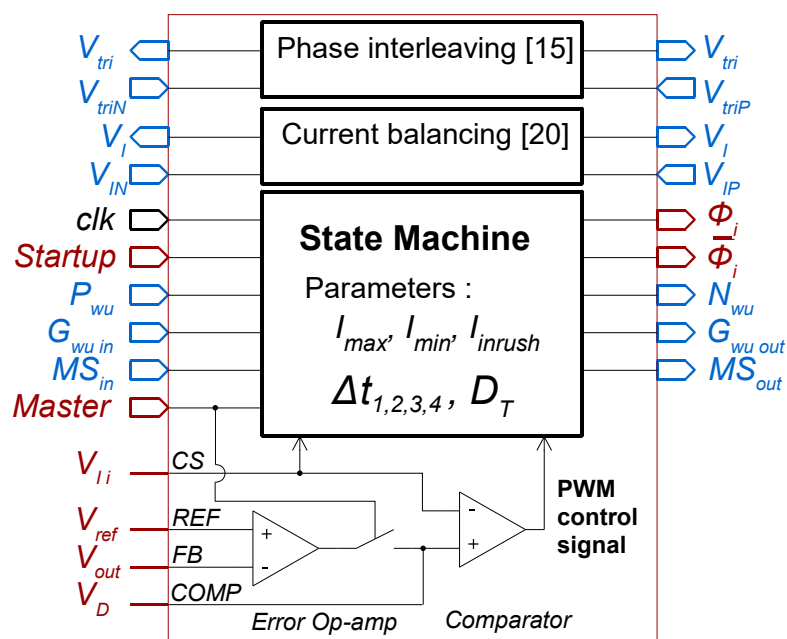 V_tri Phase interleaving [15] V_tri
V_triN V_triP
V_I Current balancing [20] V_I
V_IN V_IP
clk Φ_i
State Machine
Startup Φ̅_i
P_wu Parameters : N_wu
G_wu in I_max, I_min, I_inrush G_wu out
MS_in MS_out
Master Δt_1,2,3,4 , D_T
V_I i CS
PWM
control
signal
-
+
V_ref REF
+
V_out FB
-
V_D COMP
Error Op-amp Comparator